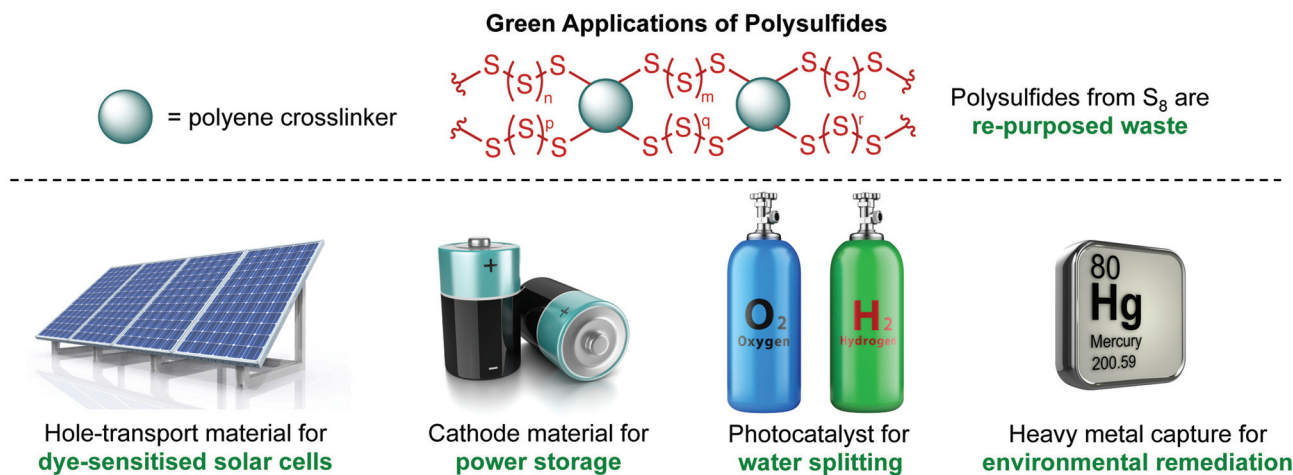 Green Applications of Polysulfides
S S S S S S
(S)n (S)m (S)o
= polyene crosslinker
(S)p (S)q (S)r
S S S S S S
Polysulfides from S8 are
re-purposed waste
+
+
O2
Oxygen
H2
Hydrogen
80
Hg
Mercury
200.59
Hole-transport material for
dye-sensitised solar cells
Cathode material for
power storage
Photocatalyst for
water splitting
Heavy metal capture for
environmental remediation